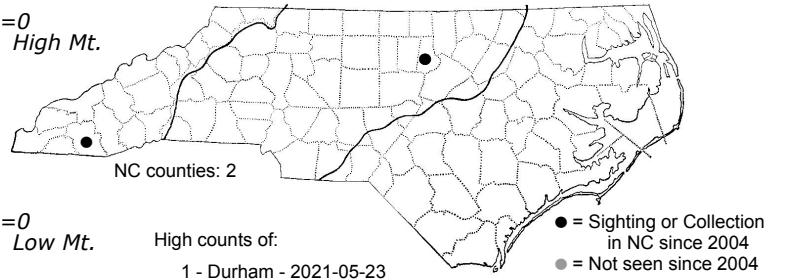 =0
High Mt.
NC counties: 2
=0
Low Mt.
High counts of:
1 - Durham - 2021-05-23
● = Sighting or Collection
in NC since 2004
● = Not seen since 2004